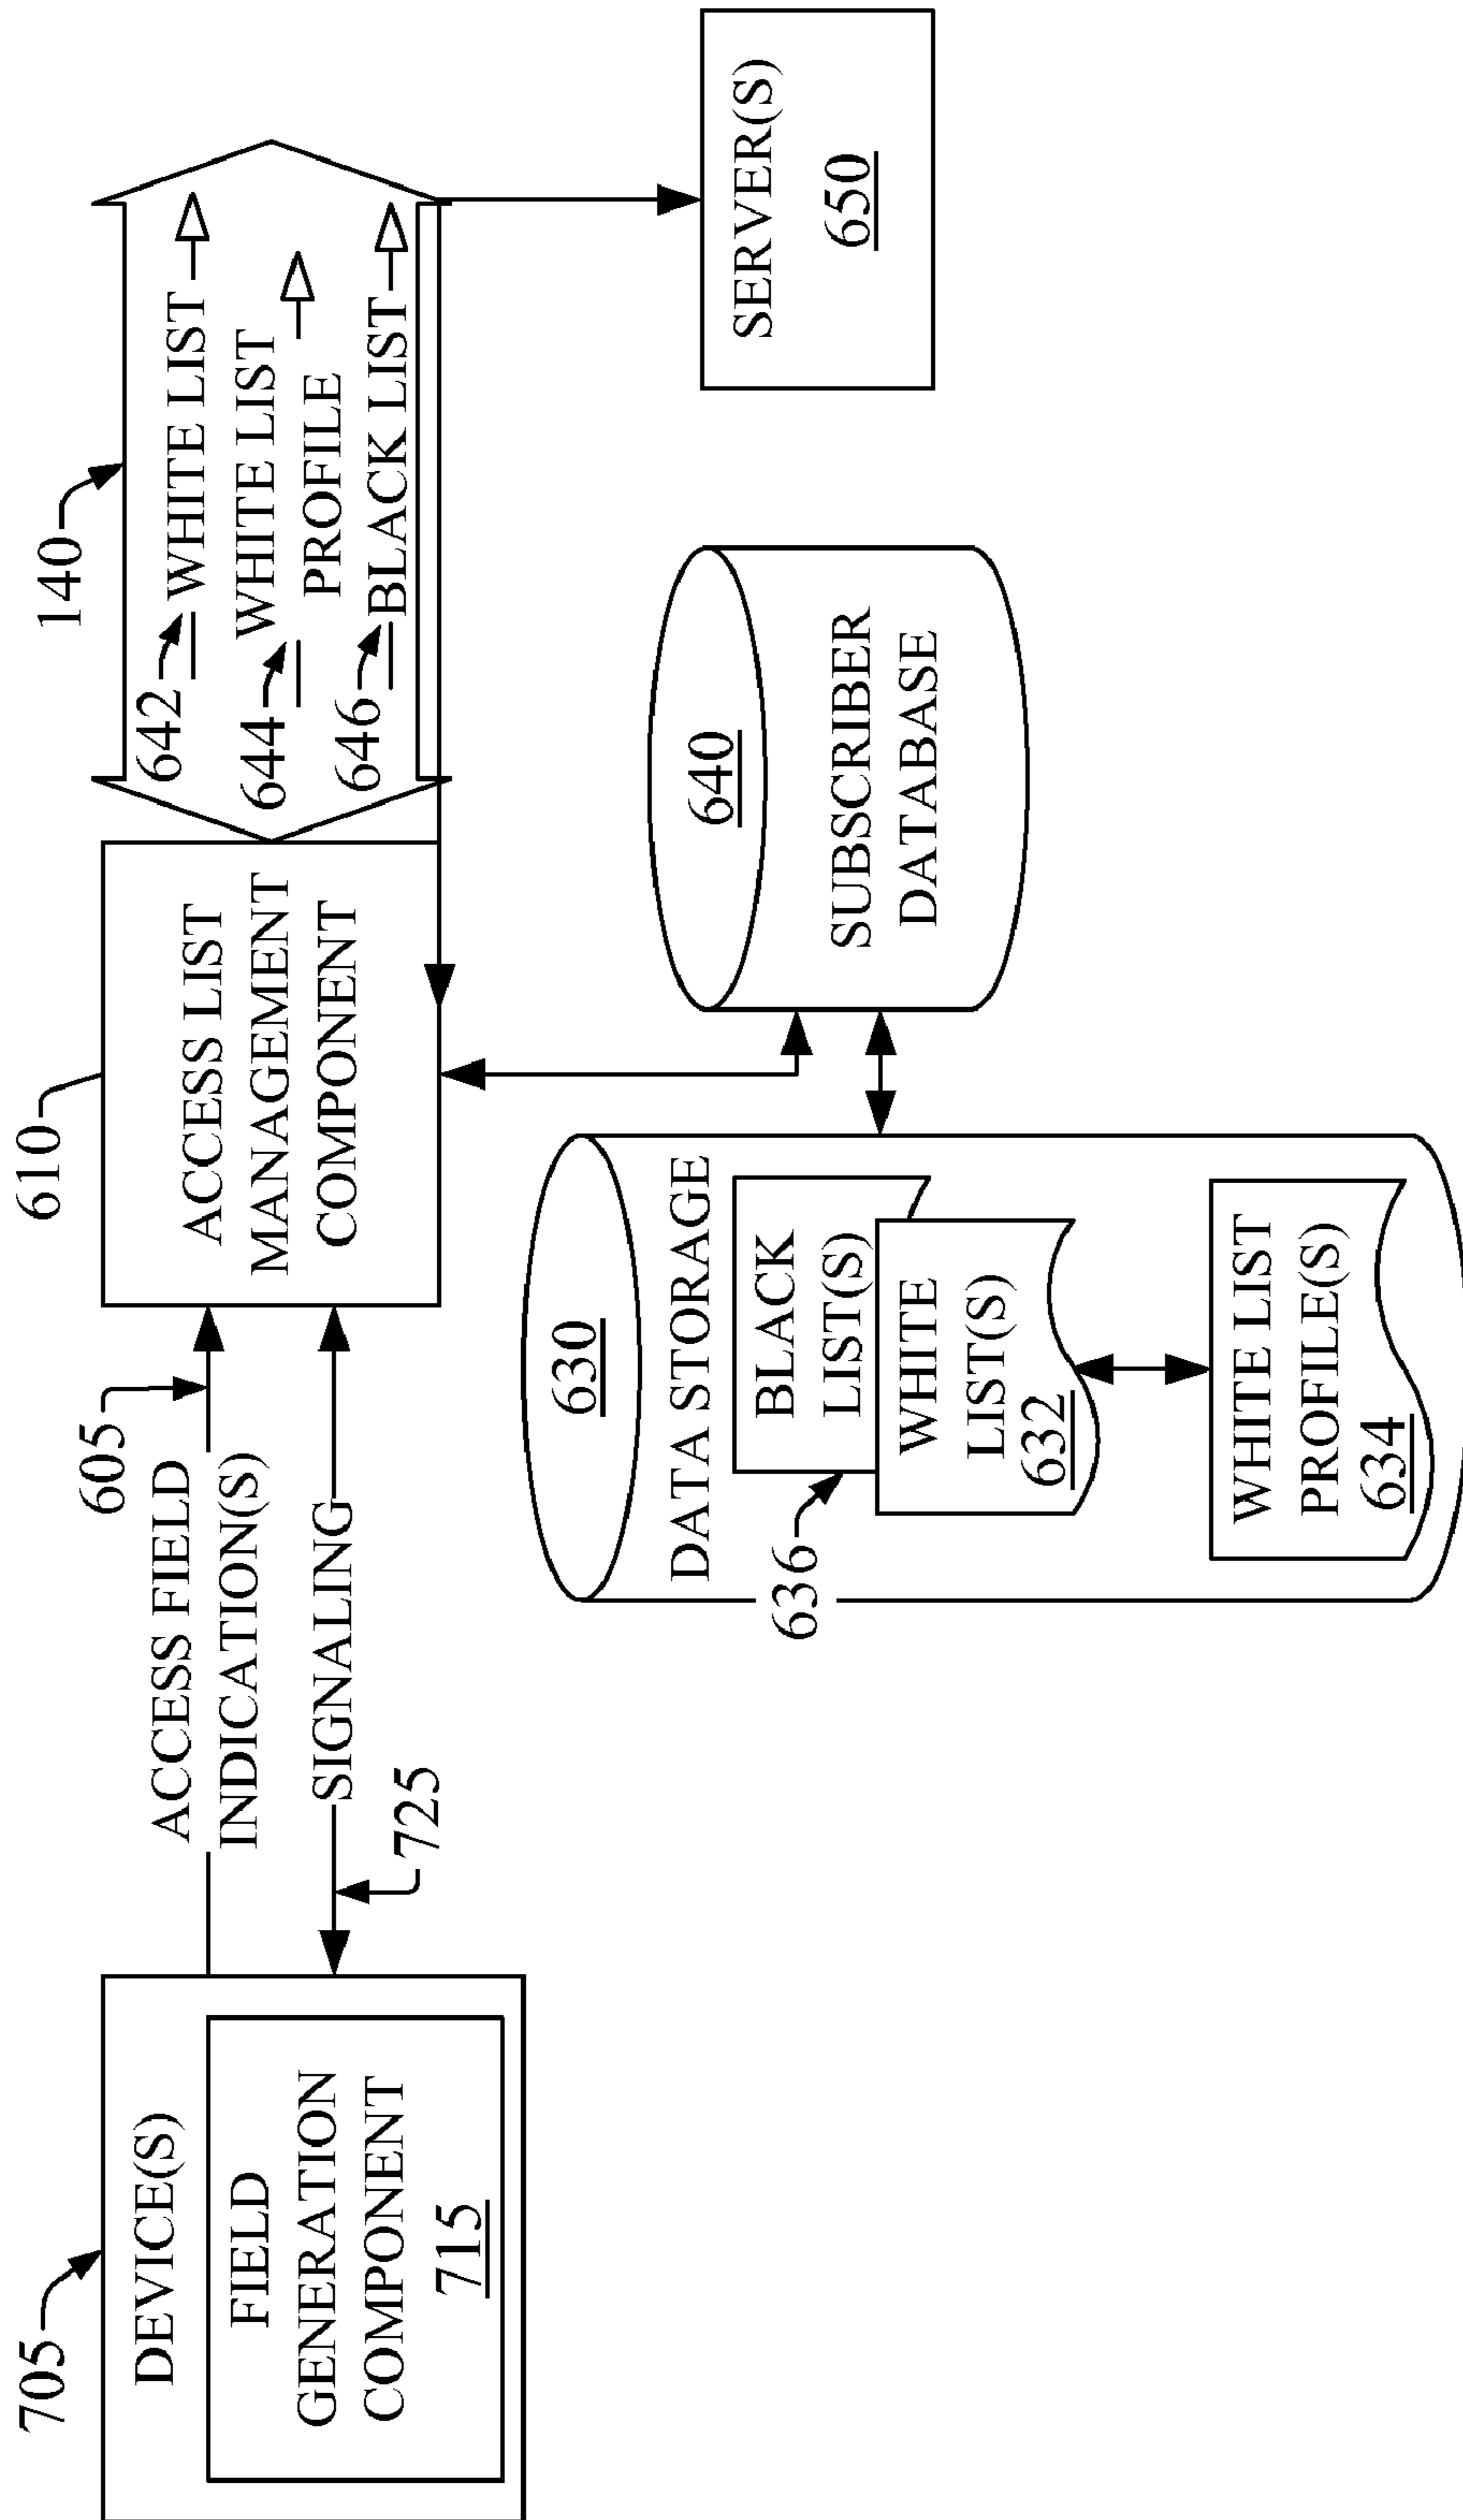 705
DEVICE(S)
FIELD
GENERATION
COMPONENT
715
ACCESS FIELD
INDICATION(S)
605
SIGNALING
725
610
ACCESS LIST
MANAGEMENT
COMPONENT
140
642 WHITE LIST
644 WHITE LIST
PROFILE
646 BLACK LIST
630
DATA STORAGE
636
BLACK
LIST(S)
WHITE
LIST(S)
632
WHITE LIST
PROFILE(S)
634
640
SUBSCRIBER
DATABASE
SERVER(S)
650